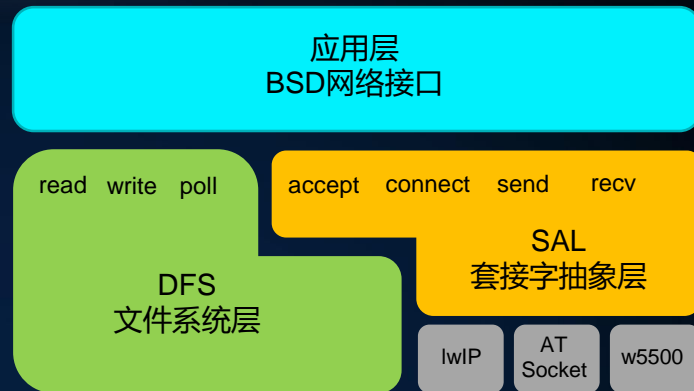 应用层
BSD网络接口
read write poll
accept connect send recv
SAL
套接字抽象层
DFS
文件系统层
lwIP
AT
Socket
w5500